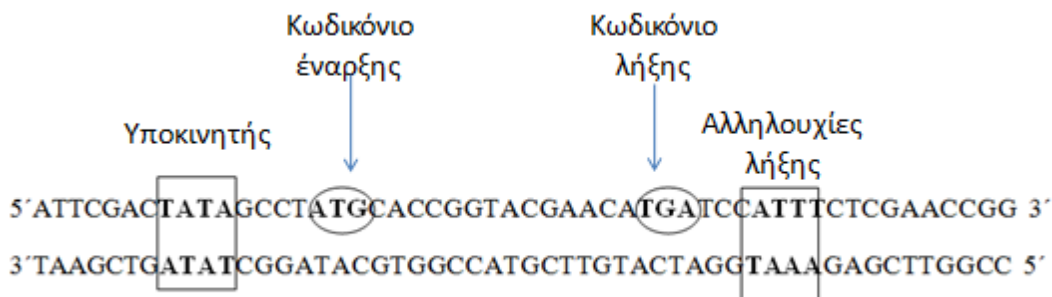 Κωδικόνιο
έναρξης
Κωδικόνιο
λήξης
Υποκινητής
Αλληλουχίες
λήξης
5´ATTCGACTATAGCCTATGCACCGGTACGAACATGATCCATTTCTCGAACCGG 3´
3´TAAGCTGATATCGGATACGTGGCCATGCTTGTACTAGGTAAAGAGCTTGGCC 5´